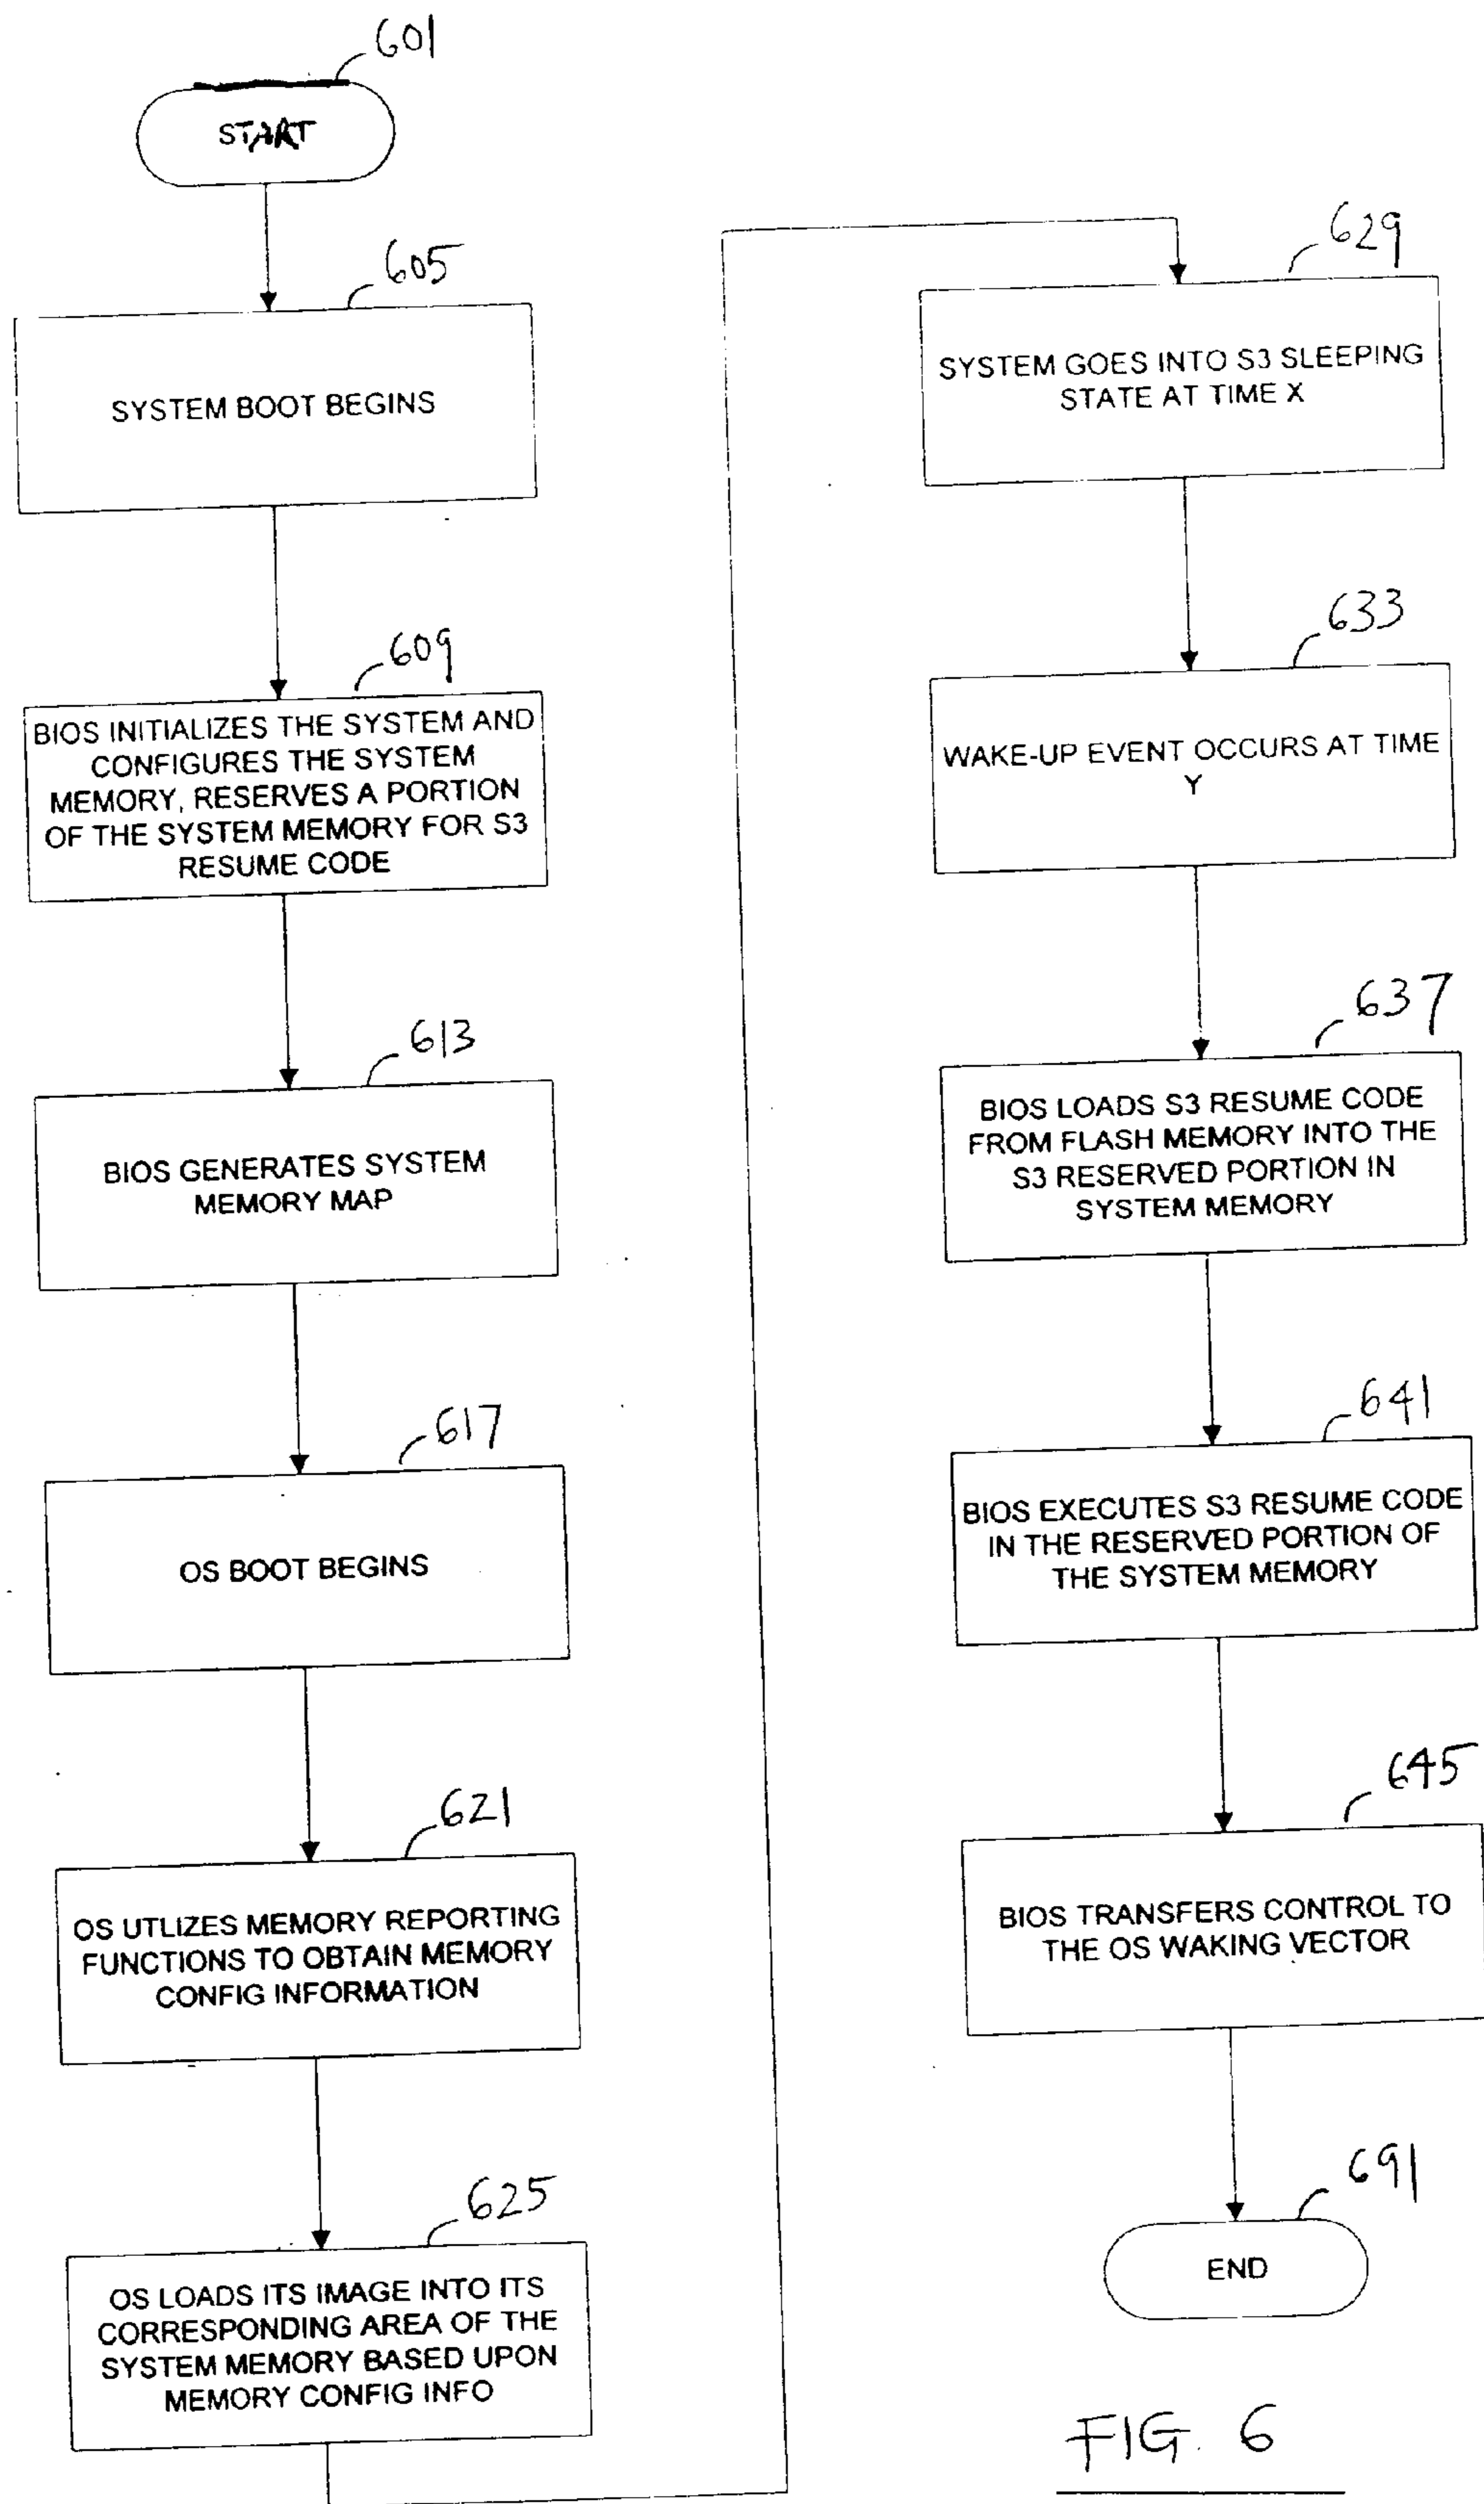 601
START
605
SYSTEM BOOT BEGINS
609
BIOS INITIALIZES THE SYSTEM AND
CONFIGURES THE SYSTEM
MEMORY, RESERVES A PORTION
OF THE SYSTEM MEMORY FOR S3
RESUME CODE
613
BIOS GENERATES SYSTEM
MEMORY MAP
617
OS BOOT BEGINS
621
OS UTLIZES MEMORY REPORTING
FUNCTIONS TO OBTAIN MEMORY
CONFIG INFORMATION
625
OS LOADS ITS IMAGE INTO ITS
CORRESPONDING AREA OF THE
SYSTEM MEMORY BASED UPON
MEMORY CONFIG INFO
629
SYSTEM GOES INTO S3 SLEEPING
STATE AT TIME X
633
WAKE-UP EVENT OCCURS AT TIME
Y
637
BIOS LOADS S3 RESUME CODE
FROM FLASH MEMORY INTO THE
S3 RESERVED PORTION IN
SYSTEM MEMORY
641
BIOS EXECUTES S3 RESUME CODE
IN THE RESERVED PORTION OF
THE SYSTEM MEMORY
645
BIOS TRANSFERS CONTROL TO
THE OS WAKING VECTOR
691
END
FIG. 6